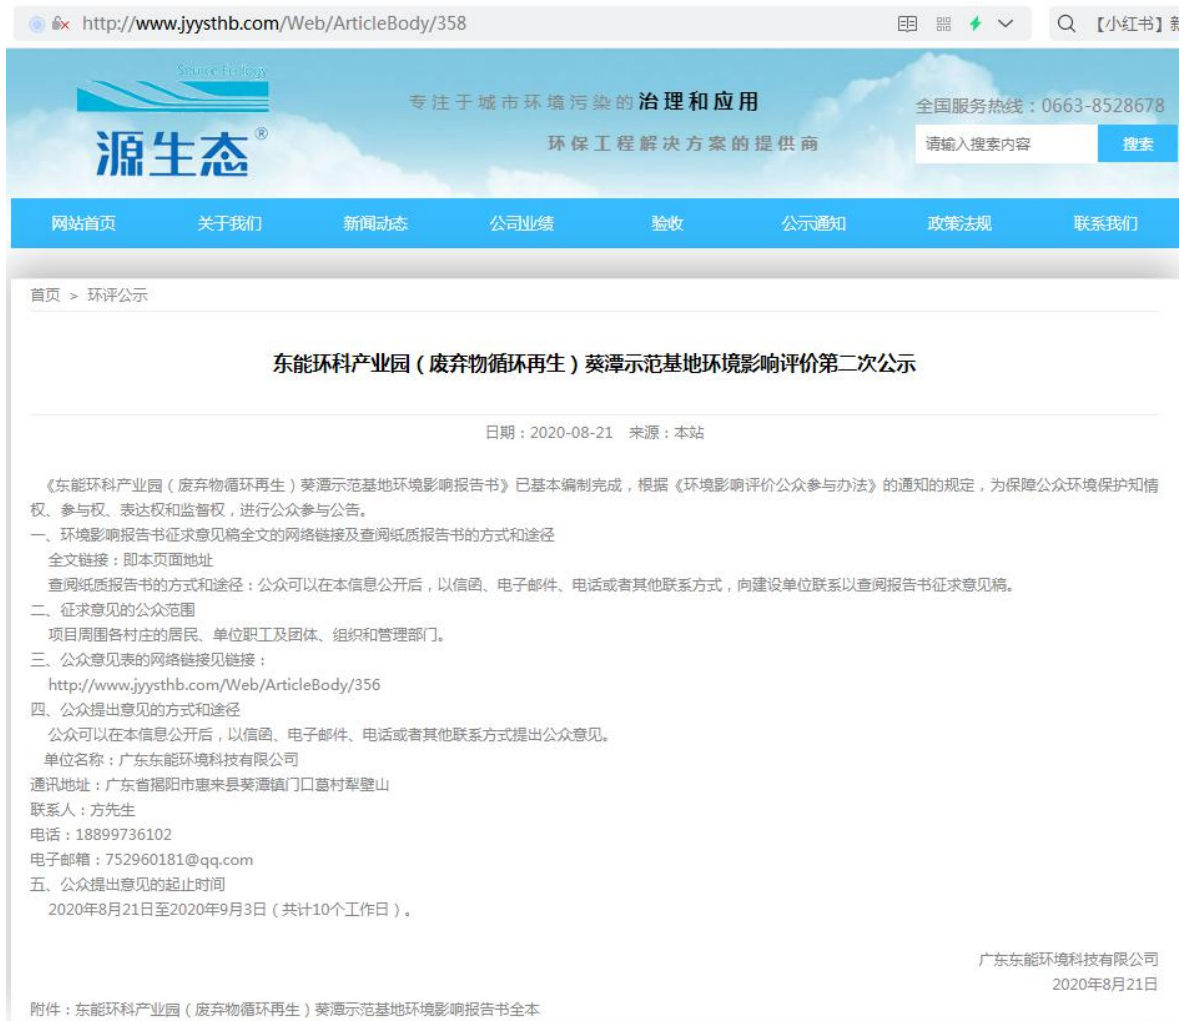 http://www.jyysthb.com/Web/ArticleBody/358
【小红书】新
Source Ecology
源生态®
专注于城市环境污染的治理和应用
环保工程解决方案的提供商
全国服务热线：0663-8528678
请输入搜索内容
搜索
网站首页 关于我们 新闻动态 公司业绩 验收 公示通知 政策法规 联系我们
首页 > 环评公示
东能环科产业园（废弃物循环再生）葵潭示范基地环境影响评价第二次公示
日期：2020-08-21 来源：本站
《东能环科产业园（废弃物循环再生）葵潭示范基地环境影响报告书》已基本编制完成，根据《环境影响评价公众参与办法》的通知的规定，为保障公众环境保护知情
权、参与权、表达权和监督权，进行公众参与公告。
一、环境影响报告书征求意见稿全文的网络链接及查阅纸质报告书的方式和途径
全文链接：即本页面地址
查阅纸质报告书的方式和途径：公众可以在本信息公开后，以信函、电子邮件、电话或者其他联系方式，向建设单位联系以查阅报告书征求意见稿。
二、征求意见的公众范围
项目周围各村庄的居民、单位职工及团体、组织和管理部门。
三、公众意见表的网络链接见链接：
http://www.jyysthb.com/Web/ArticleBody/356
四、公众提出意见的方式和途径
公众可以在本信息公开后，以信函、电子邮件、电话或者其他联系方式提出公众意见。
单位名称：广东东能环境科技有限公司
通讯地址：广东省揭阳市惠来县葵潭镇门口葛村犁壁山
联系人：方先生
电话：18899736102
电子邮箱：752960181@qq.com
五、公众提出意见的起止时间
2020年8月21日至2020年9月3日（共计10个工作日）。
广东东能环境科技有限公司
2020年8月21日
附件：东能环科产业园（废弃物循环再生）葵潭示范基地环境影响报告书全本